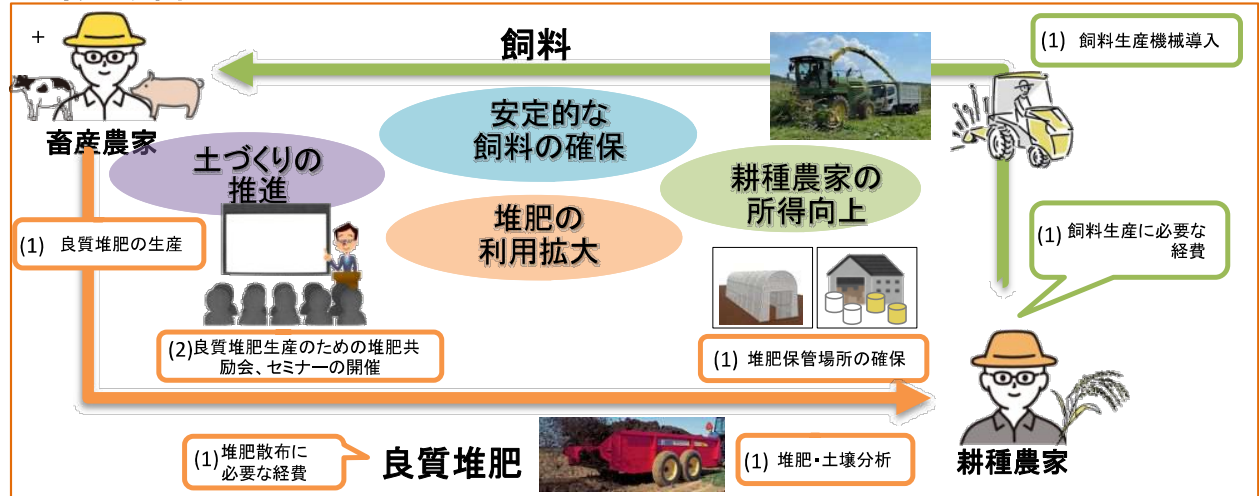 +
飼料
(1) 飼料生産機械導入
畜産農家
安定的な
飼料の確保
土づくりの
推進
耕種農家の
所得向上
堆肥の
利用拡大
(1) 良質堆肥の生産
(1) 飼料生産に必要な
経費
(2)良質堆肥生産のための堆肥共
励会、セミナーの開催
(1) 堆肥保管場所の確保
(1) 堆肥散布に
必要な経費
良質堆肥
(1) 堆肥・土壌分析
耕種農家